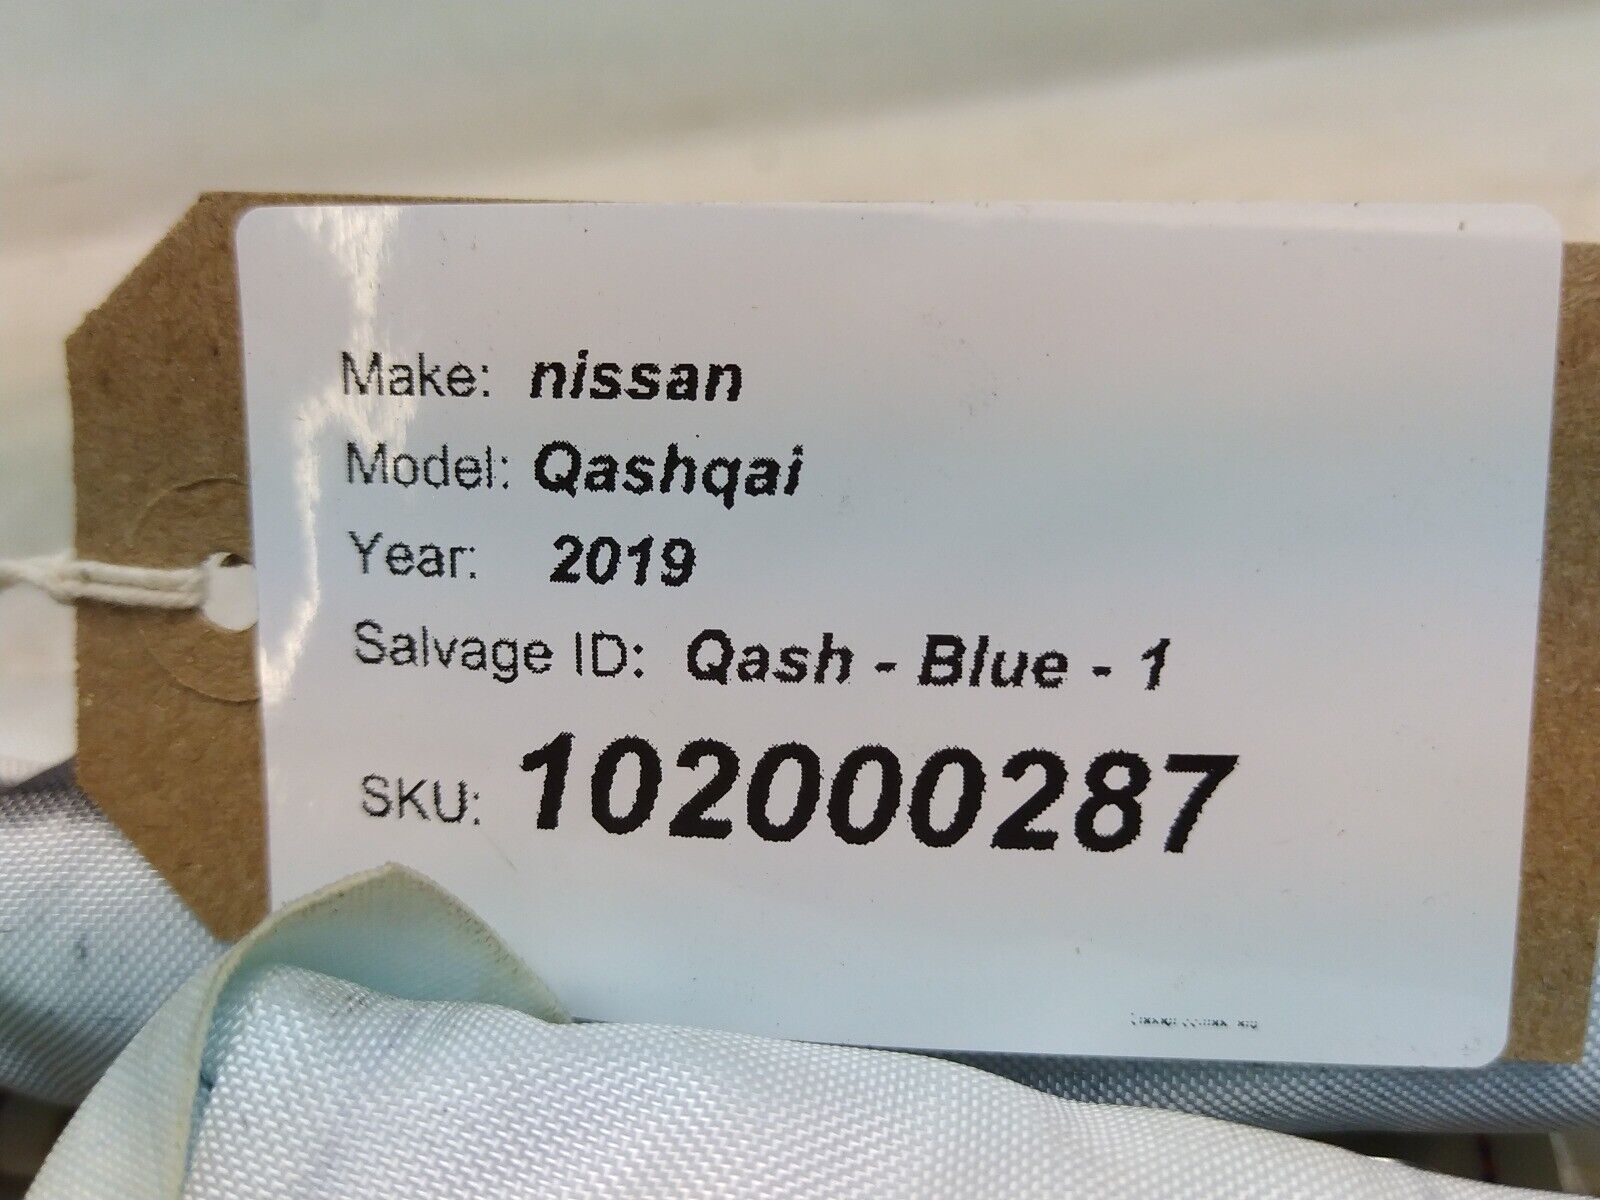 Make: nissan
Model: Qashqai
Year: 2019
Salvage ID: Qash - Blue - 1
SKU: 102000287